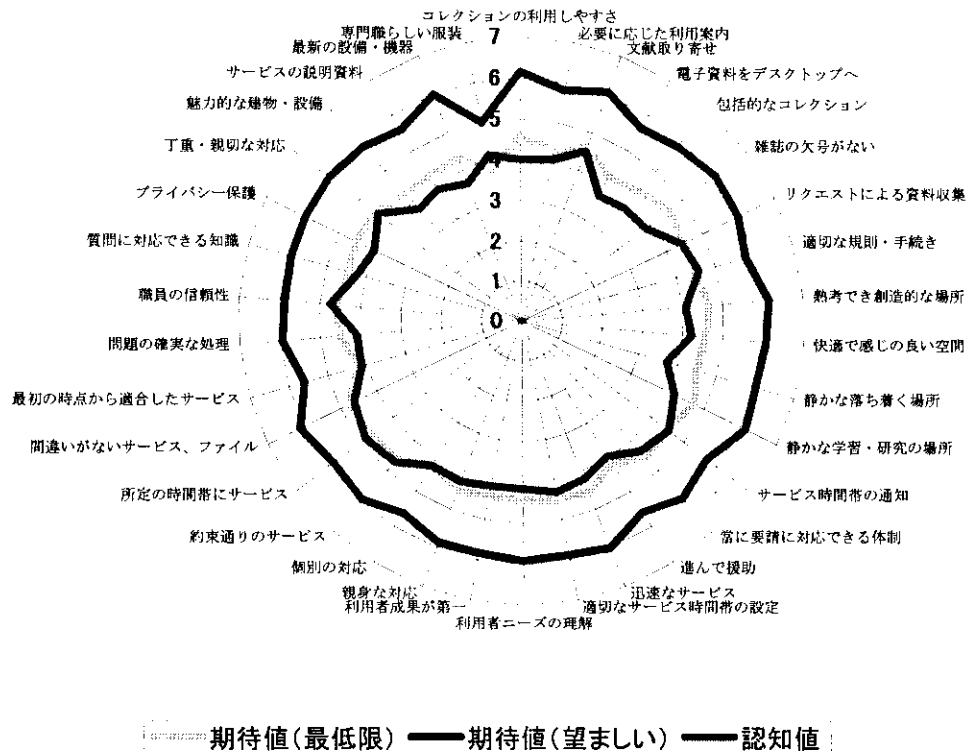 コレクションの利用しやすさ
必要に応じた利用案内
文献取り寄せ
電子資料をデスクトップへ
包括的なコレクション
雑誌の欠号がない
リクエストによる資料収集
適切な規則・手続き
熟考でき創造的な場所
快適で感じの良い空間
静かな落ち着く場所
静かな学習・研究の場所
サービス時間帯の通知
常に要請に対応できる体制
進んで援助
迅速なサービス
適切なサービス時間帯の設定
利用者ニーズの理解
利用者成果が第一
親身な対応
個別の対応
約束通りのサービス
所定の時間帯にサービス
間違いがないサービス、ファイル
最初の時点から適合したサービス
問題の確実な処理
職員の信頼性
質問に対応できる知識
プライバシー保護
丁重・親切な対応
魅力的な建物・設備
サービスの説明資料
最新の設備・機器
専門職らしい服装
7
6
5
4
3
2
1
0
期待値(最低限) 期待値(望ましい) 認知値